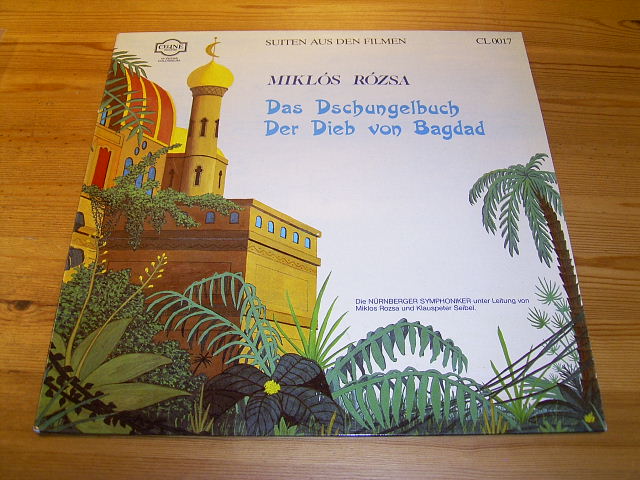 SUITEN AUS DEN FILMEN
CL 0017
MIKLÓS RÓZSA
Das Dschungelbuch
Der Dieb von Bagdad
Die NÜRNBERGER SYMPHONIKER unter Leitung von
Miklos Rozsa und Klauspeter Seibel.